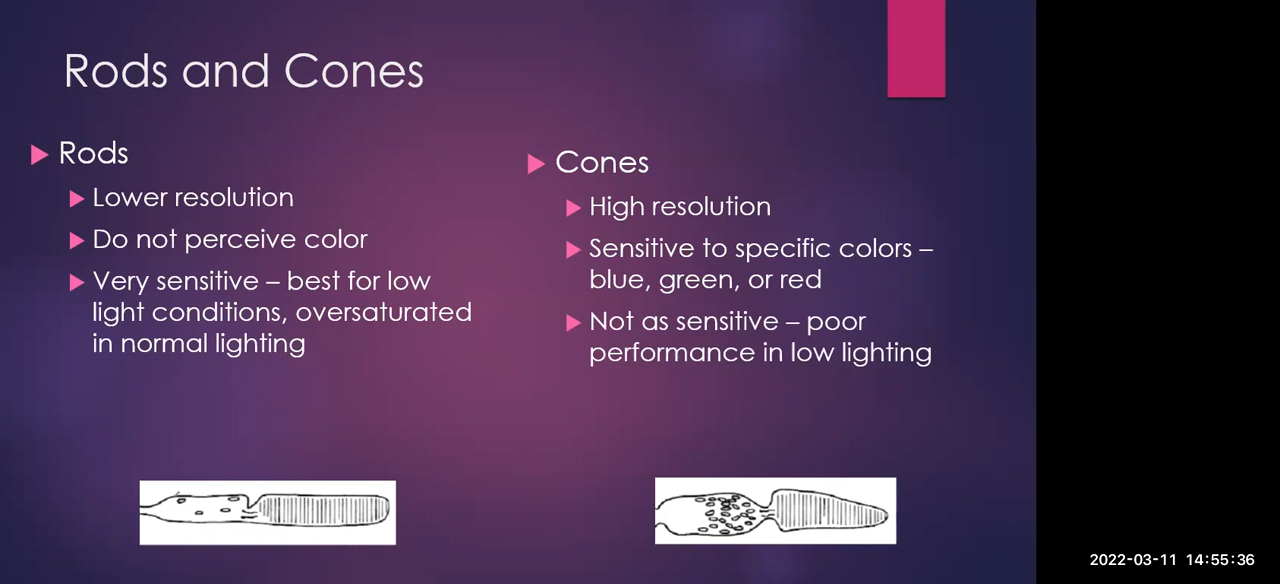 Rods and Cones
Rods
Lower resolution
Do not perceive color
Very sensitive – best for low
light conditions, oversaturated
in normal lighting
Cones
High resolution
Sensitive to specific colors –
blue, green, or red
Not as sensitive – poor
performance in low lighting
2022-03-11 14:55:36